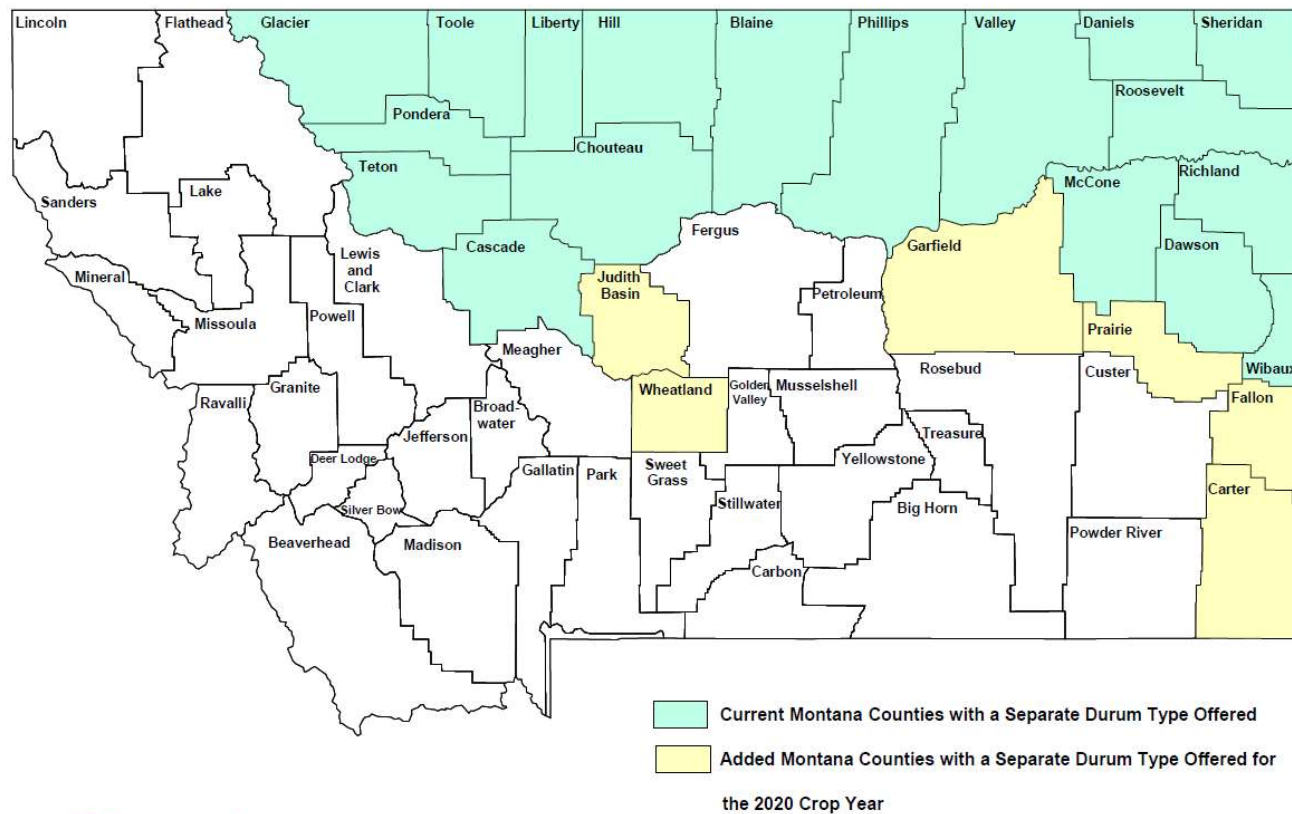 Lincoln
Flathead
Glacier
Toole
Liberty
Hill
Blaine
Phillips
Valley
Daniels
Sheridan
Roosevelt
Pondera
Chouteau
Teton
McCone
Richland
Lake
Sanders
Fergus
Cascade
Garfield
Dawson
Lewis
and
Clark
Mineral
Judith
Basin
Petroleum
Missoula
Powell
Prairie
Meagher
Rosebud
Custer
Wibaux
Granite
Wheatland
Golden
Valley
Musselshell
Fallon
Ravalli
Broad-
water
Jefferson
Treasure
Deer Lodge
Gallatin
Park
Sweet
Grass
Yellowstone
Carter
Silver Bow
Stillwater
Big Horn
Beaverhead
Madison
Powder River
Carbon
Current Montana Counties with a Separate Durum Type Offered
Added Montana Counties with a Separate Durum Type Offered for
the 2020 Crop Year